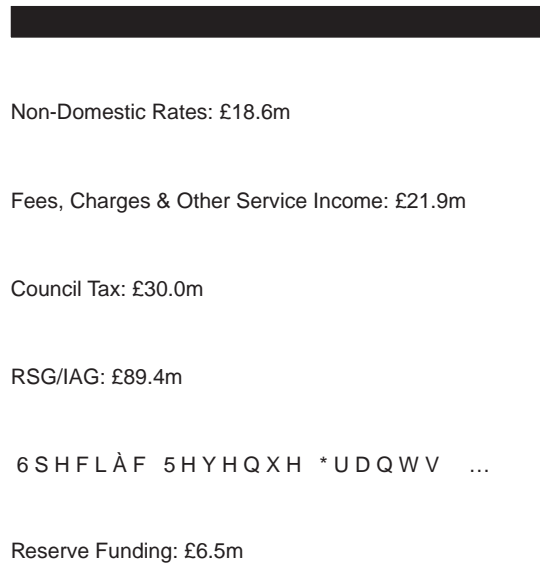 Non-Domestic Rates: £18.6m
Fees, Charges & Other Service Income: £21.9m
Council Tax: £30.0m
RSG/IAG: £89.4m
6SHFLÀF 5HYHQXH *UDQWV …
Reserve Funding: £6.5m